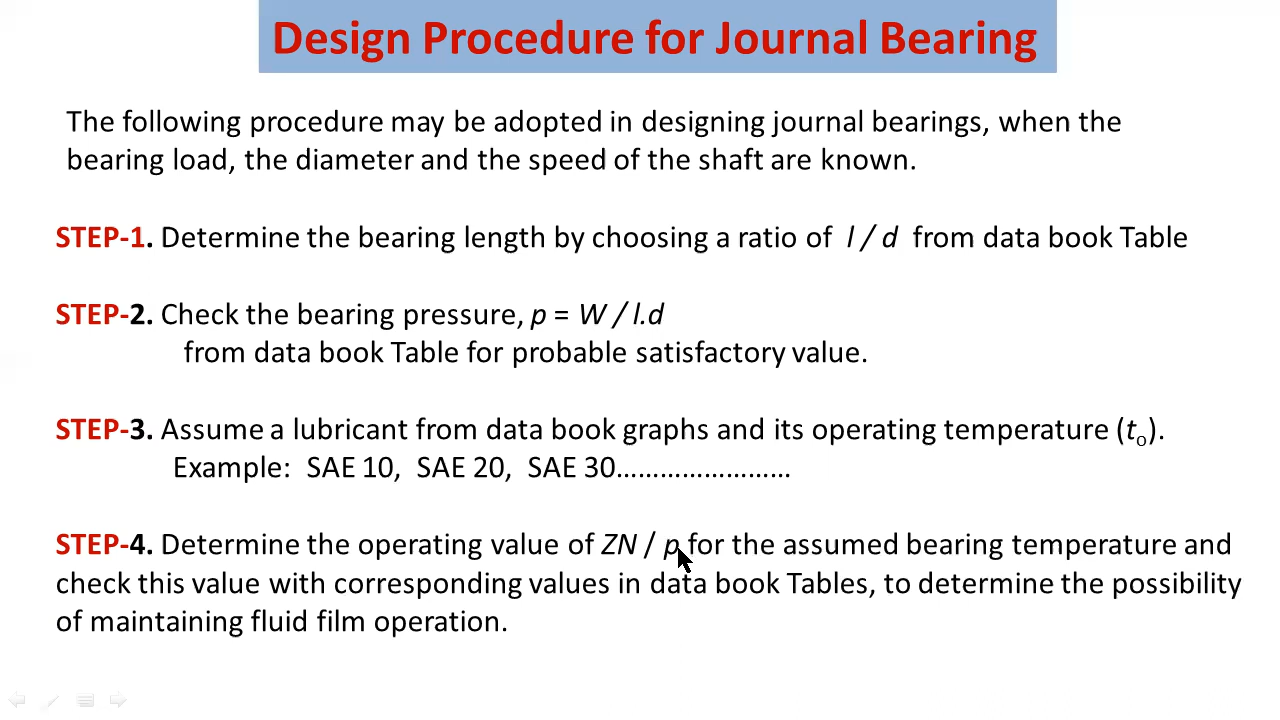 Design Procedure for Journal Bearing
The following procedure may be adopted in designing journal bearings, when the
bearing load, the diameter and the speed of the shaft are known.
STEP-1. Determine the bearing length by choosing a ratio of l / d from data book Table
STEP-2. Check the bearing pressure, p = W / l.d
from data book Table for probable satisfactory value.
STEP-3. Assume a lubricant from data book graphs and its operating temperature (t₀).
Example: SAE 10, SAE 20, SAE 30........................
STEP-4. Determine the operating value of ZN / p for the assumed bearing temperature and
check this value with corresponding values in data book Tables, to determine the possibility
of maintaining fluid film operation.